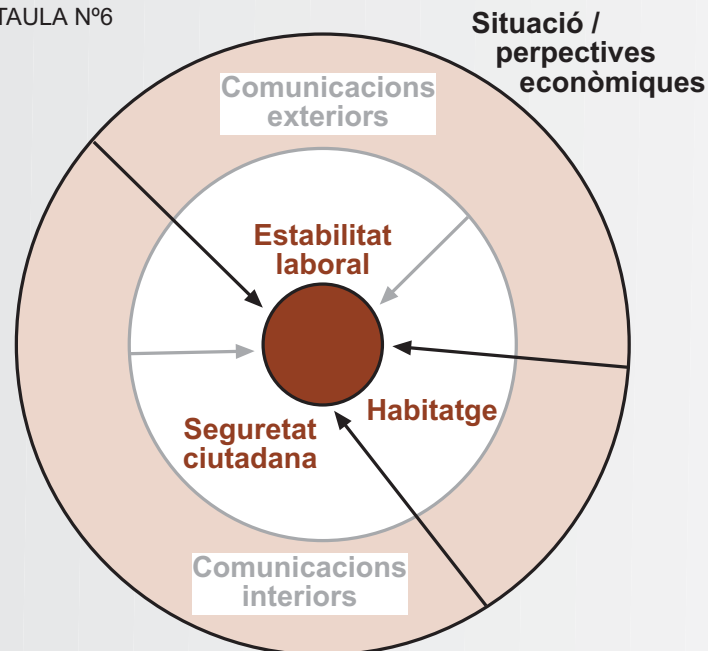 TAULA Nº6
Situació /
perpectives
econòmiques
Comunicacions
exteriors
Estabilitat
laboral
Habitatge
Seguretat
ciutadana
Comunicacions
interiors